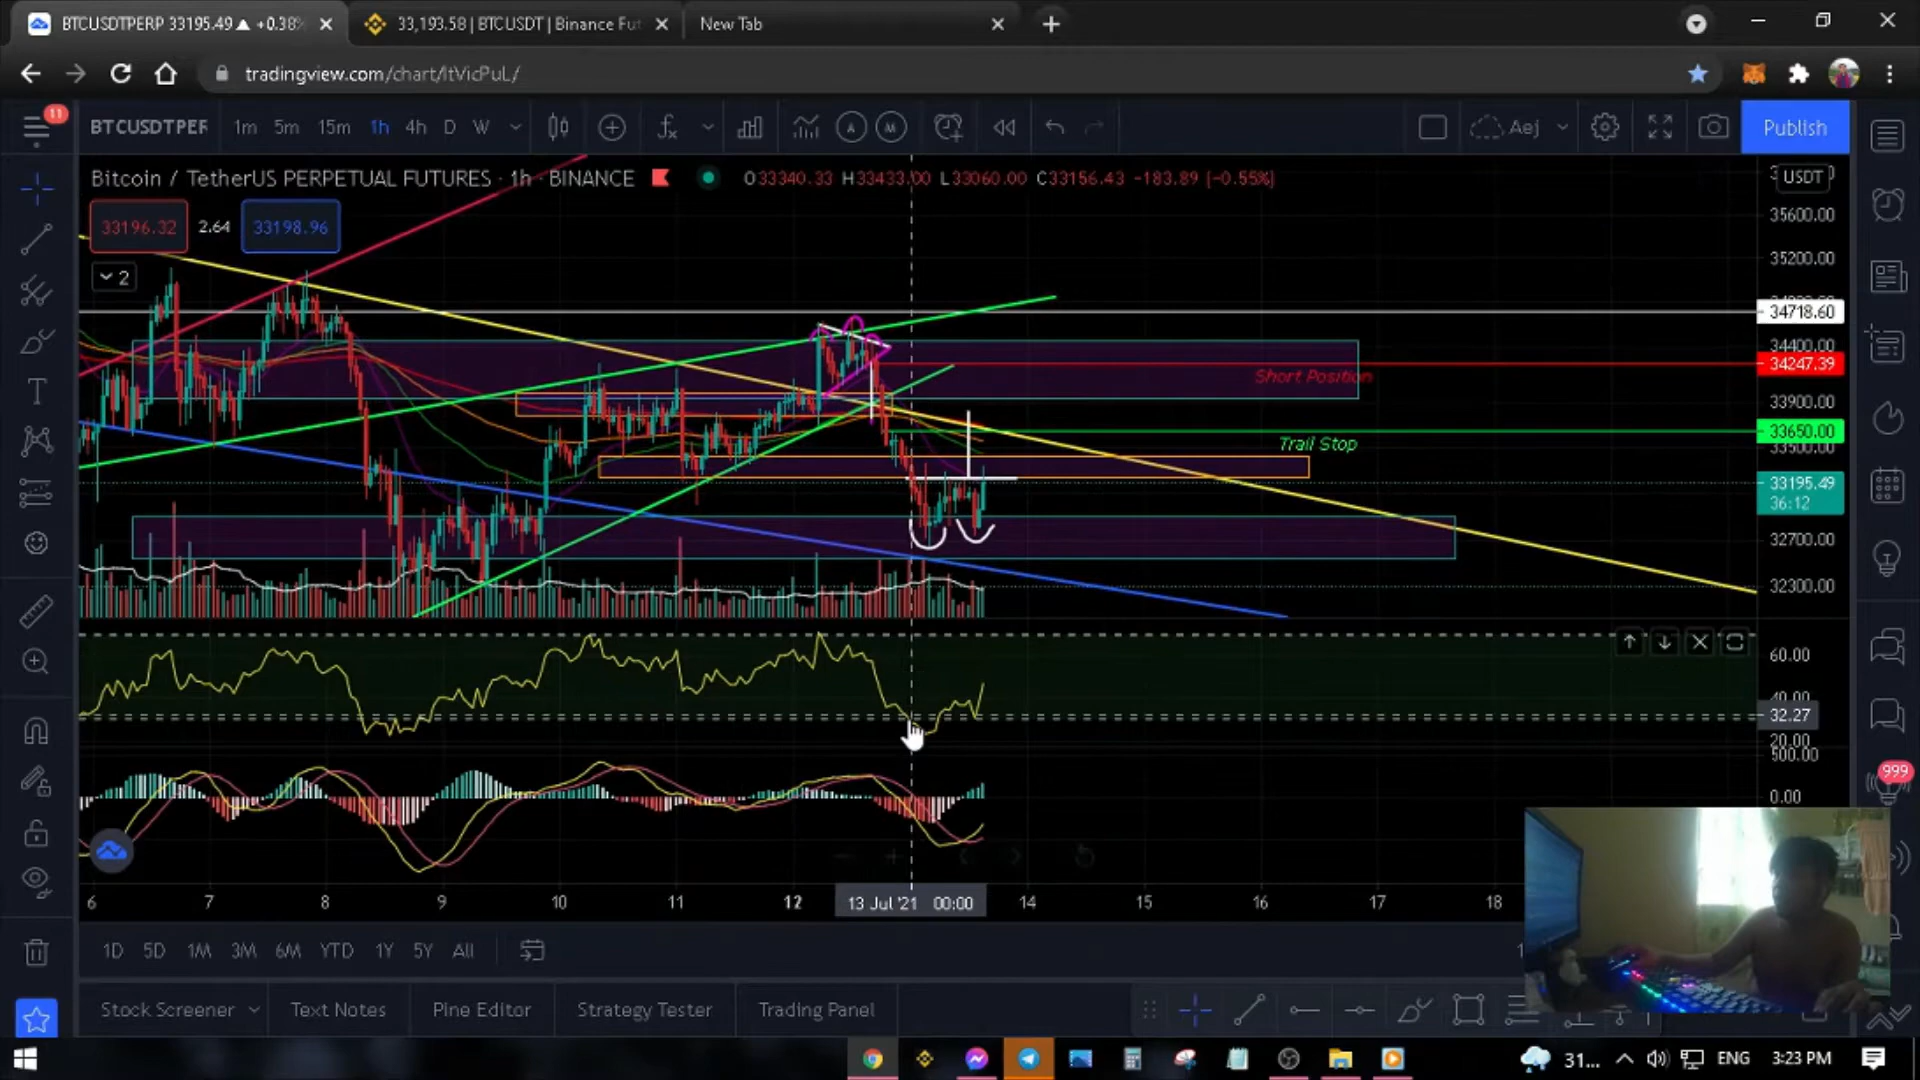 BTCUSDTPERP 33195.49 ▲ +0.38%
33,193.58 | BTCUSDT | Binance Fut
New Tab
tradingview.com/chart/ItVicPuL/
11
BTCUSDTPER
1m 5m 15m 1h 4h D W
A M
Aej
Publish
Bitcoin / TetherUS PERPETUAL FUTURES · 1h · BINANCE
O33340.33 H33433.00 L33060.00 C33156.43 -183.89 (-0.55%)
USDT
33196.32 2.64 33198.96
2
35600.00
35200.00
34718.60
34400.00
34247.39
Short Position
33900.00
33650.00
Trail Stop
33500.00
33195.49
36:12
32700.00
32300.00
60.00
40.00
32.27
20.00
500.00
0.00
999
6 7 8 9 10 11 12 13 Jul '21 00:00 14 15 16 17 18
1D 5D 1M 3M 6M YTD 1Y 5Y All
Stock Screener Text Notes Pine Editor Strategy Tester Trading Panel
31... ENG 3:23 PM